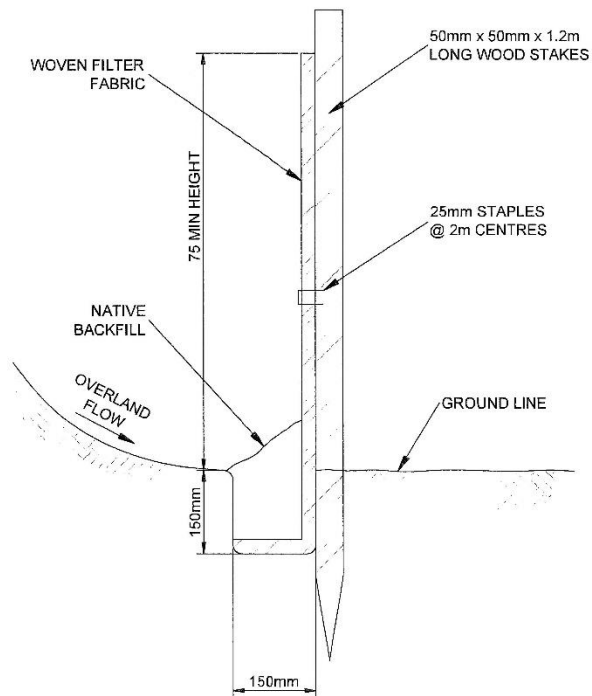 50mm x 50mm x 1.2m
LONG WOOD STAKES
WOVEN FILTER
FABRIC
75 MIN HEIGHT
25mm STAPLES
@ 2m CENTRES
NATIVE
BACKFILL
OVERLAND
FLOW
GROUND LINE
150mm
150mm